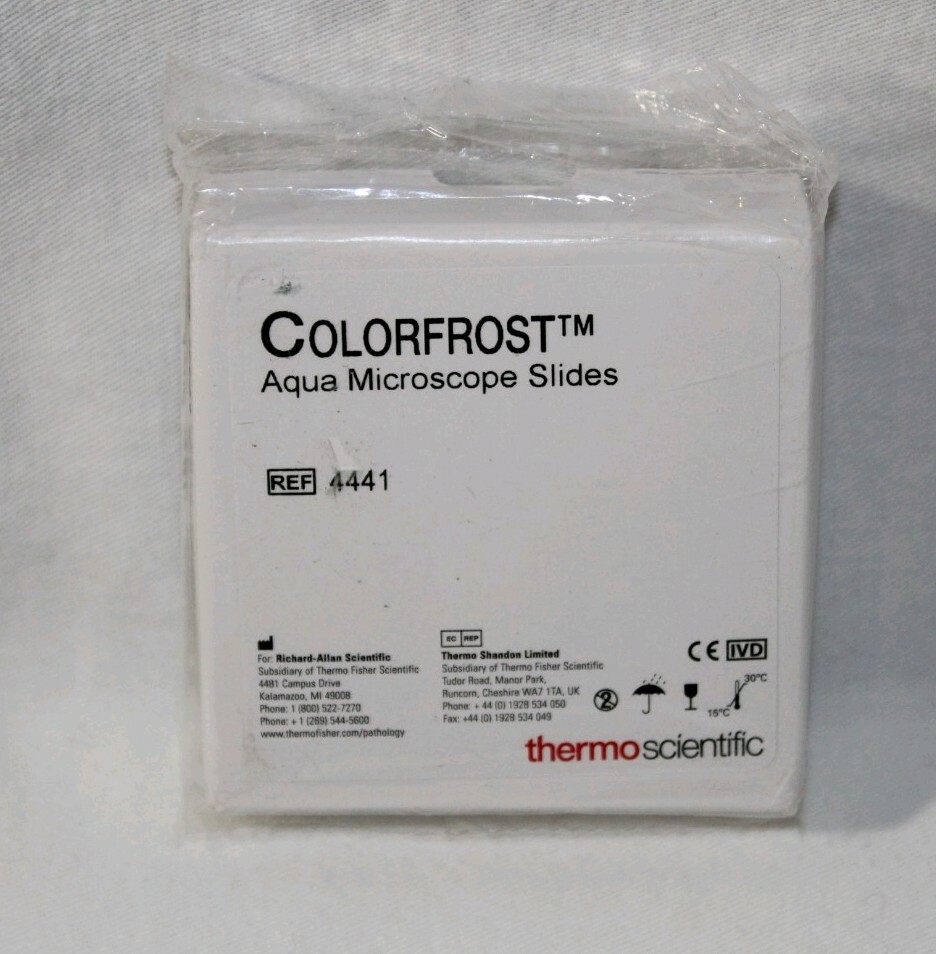 COLORFROST™
Aqua Microscope Slides
REF 4441
For: Richard-Allan Scientific
Subsidiary of Thermo Fisher Scientific
4481 Campus Drive
Kalamazoo, MI 49008
Phone: 1 (800) 522-7270
Phone: + 1 (269) 544-5600
www.thermofisher.com/pathology
EC REP
Thermo Shandon Limited
Subsidiary of Thermo Fisher Scientific
Tudor Road, Manor Park,
Runcorn, Cheshire WA7 1TA, UK
Phone: + 44 (0) 1928 534 050
Fax: +44 (0) 1928 534 049
CE IVD
2
30°C
15°C
thermo scientific